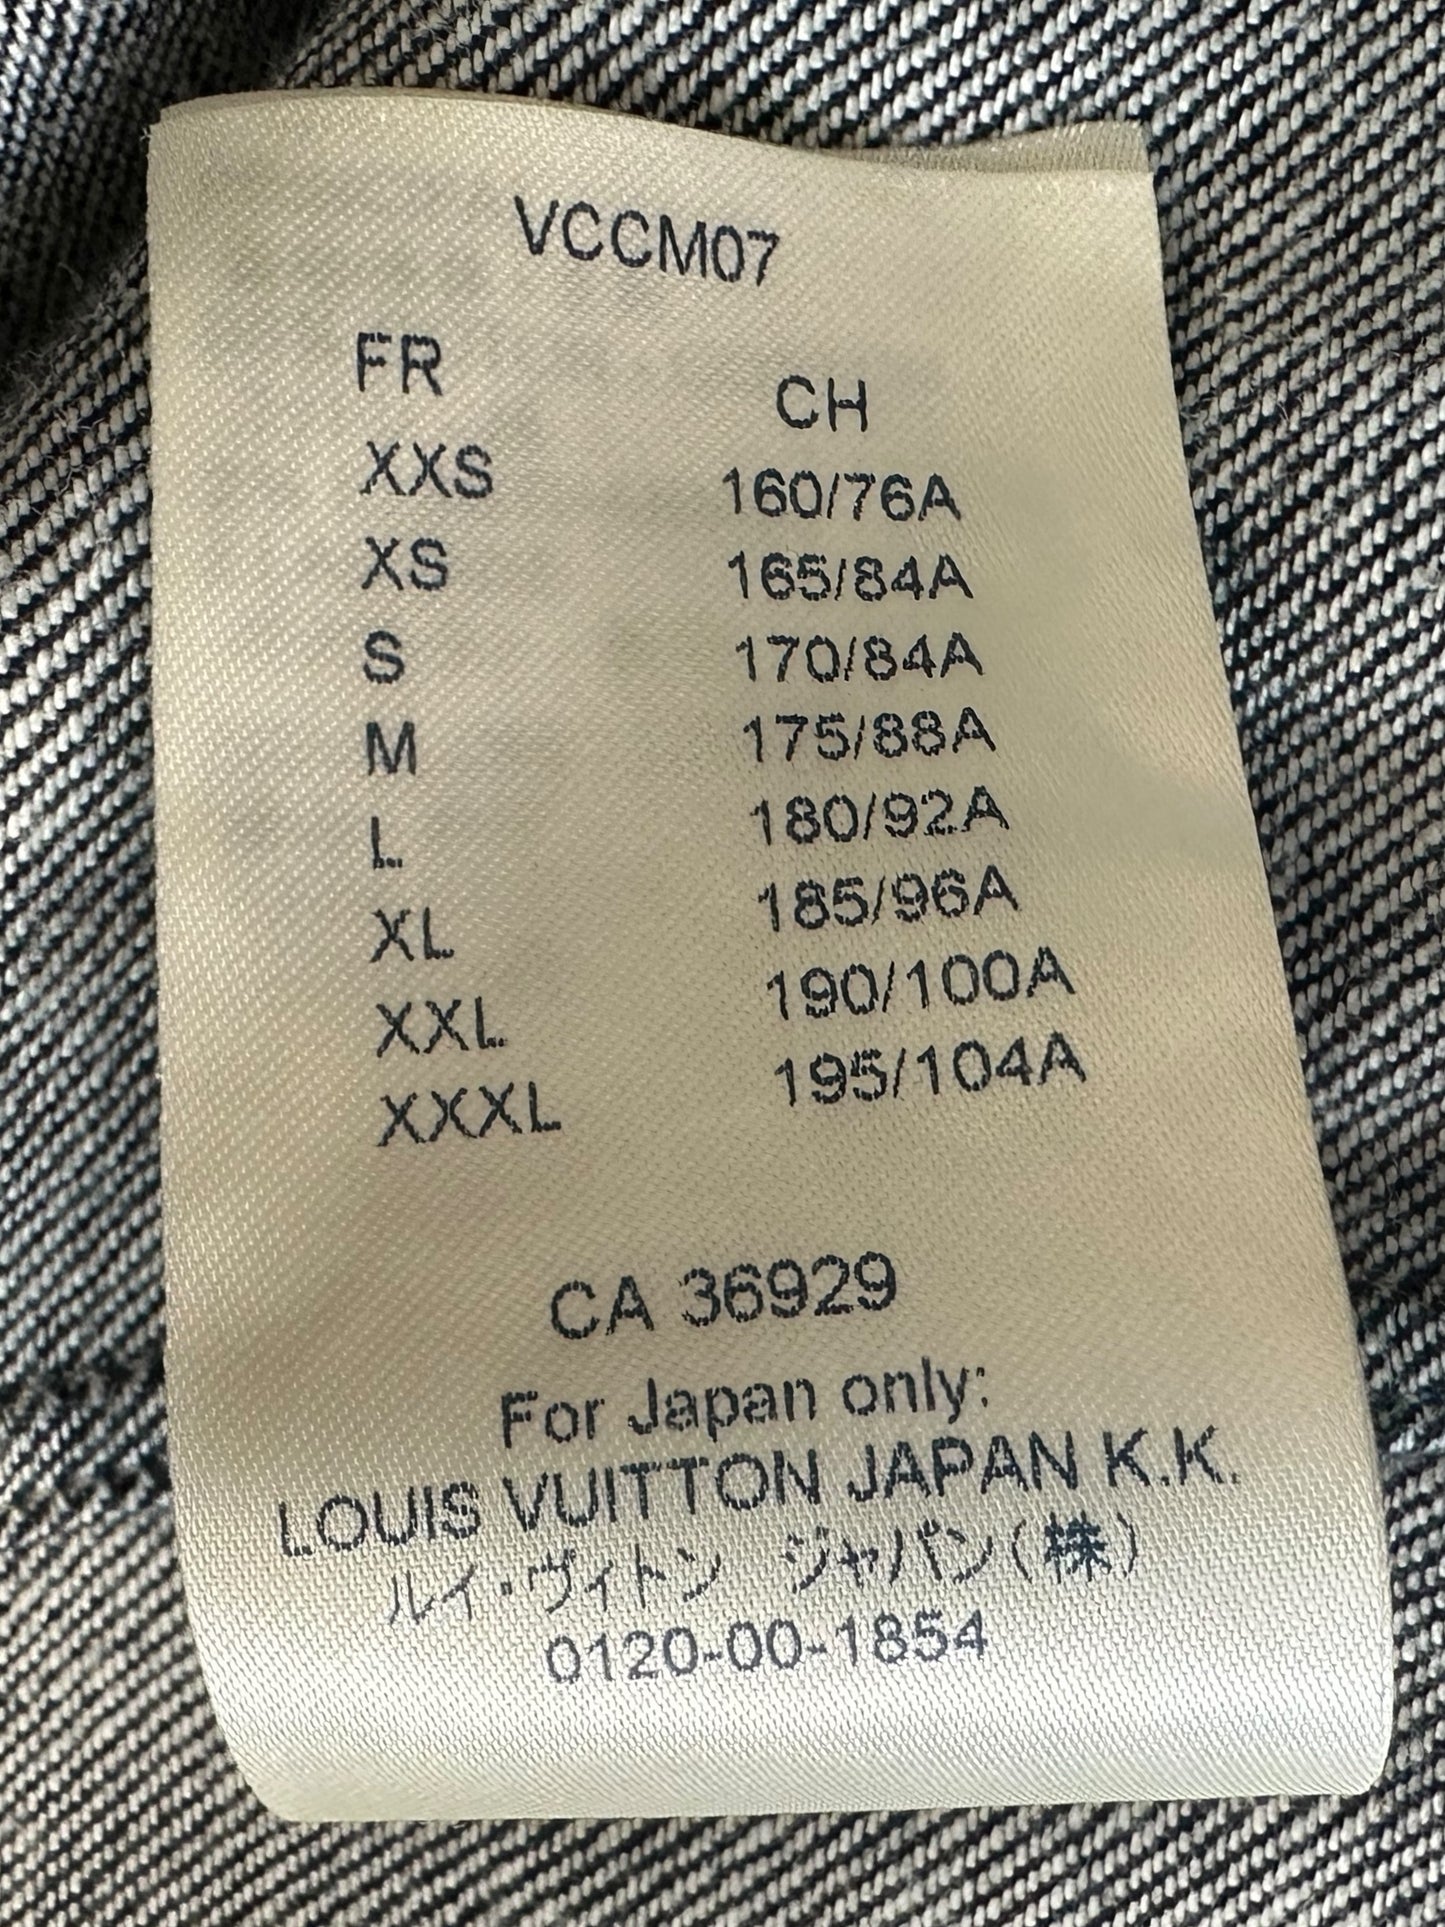 VCCM07
FR CH
XXS 160/76A
XS 165/84A
S 170/84A
M 175/88A
L 180/92A
XL 185/96A
XXL 190/100A
XXXL 195/104A
CA 36929
For Japan only:
LOUIS VUITTON JAPAN K.K.
ルイ・ヴィトン ジャパン(株)
0120-00-1854